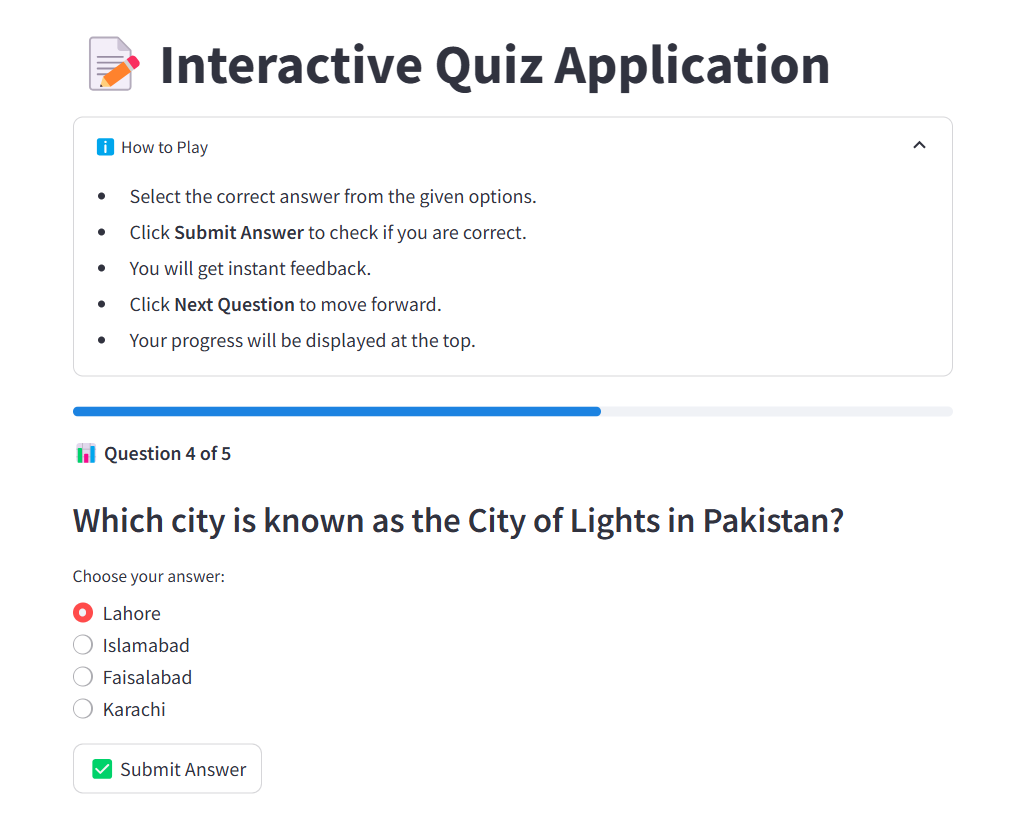 Interactive Quiz Application
How to Play
Select the correct answer from the given options.
Click Submit Answer to check if you are correct.
You will get instant feedback.
Click Next Question to move forward.
Your progress will be displayed at the top.
Question 4 of 5
Which city is known as the City of Lights in Pakistan?
Choose your answer:
Lahore
Islamabad
Faisalabad
Karachi
Submit Answer